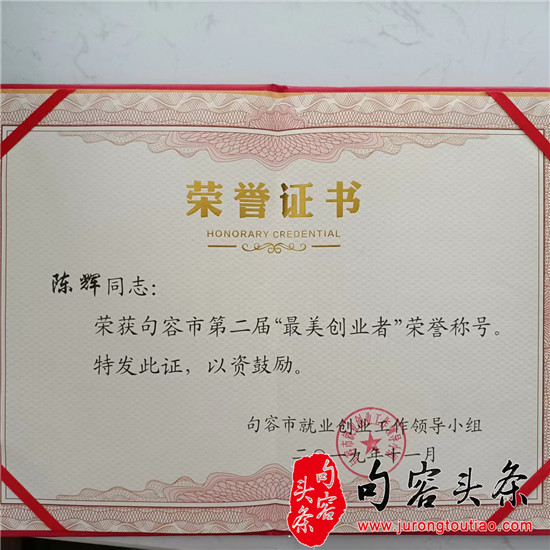 荣誉证书
HONORARY CREDENTIAL
陈辉同志：
荣获句容市第二届“最美创业者”荣誉称号。
特发此证，以资鼓励。
句容市就业创业工作领导小组
二〇一九年十一月
句容头条
句容头条
www.jurongtoutiao.com